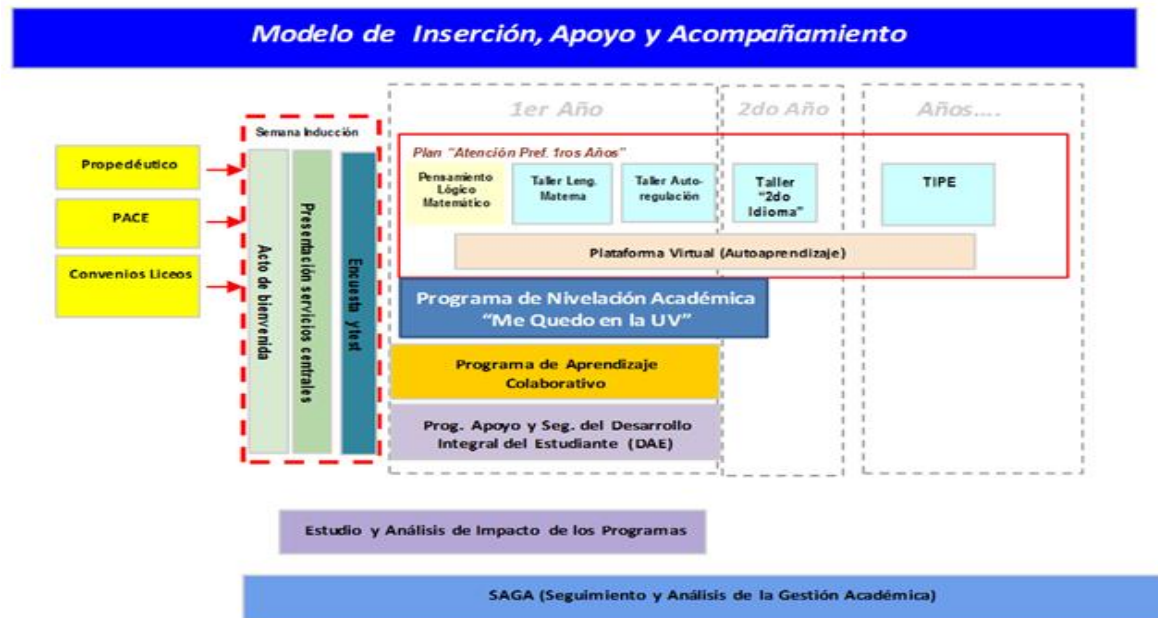 Modelo de Inserción, Apoyo y Acompañamiento
1er Año
2do Año
Años....
Semana Inducción
Propedéutico
PACE
Convenios Liceos
Acto de bienvenida
Presentación servicios centrales
Encuesta y test
Plan "Atención Pref. 1ros Años"
Pensamiento
Lógico
Matemático
Taller Leng.
Materna
Taller Auto-
regulación
Taller
"2do
Idioma"
TIPE
Plataforma Virtual (Autoaprendizaje)
Programa de Nivelación Académica
"Me Quedo en la UV"
Programa de Aprendizaje
Colaborativo
Prog. Apoyo y Seg. del Desarrollo
Integral del Estudiante (DAE)
Estudio y Análisis de Impacto de los Programas
SAGA (Seguimiento y Análisis de la Gestión Académica)